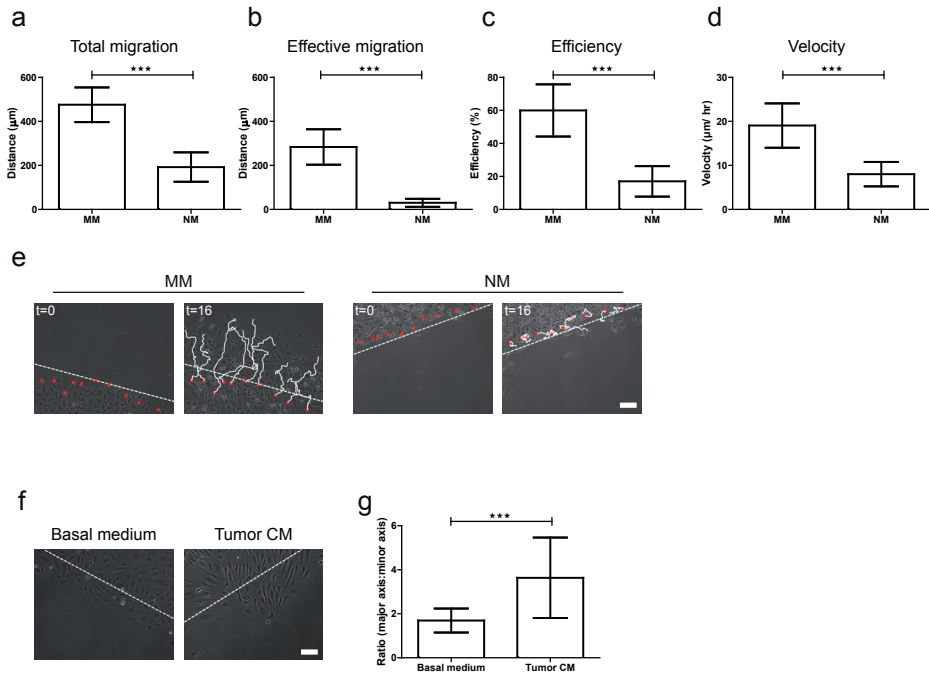 a
Total migration
Distance (μm)
600
400
200
0
***
MM
NM
b
Effective migration
Distance (μm)
600
400
200
0
***
MM
NM
c
Efficiency
Efficiency (%)
80
60
40
20
0
***
MM
NM
d
Velocity
Velocity (μm/ hr)
30
20
10
0
***
MM
NM
e
MM
t=0
t=16
NM
t=0
t=16
f
Basal medium
Tumor CM
g
Ratio (major axis:minor axis)
6
4
2
0
***
Basal medium
Tumor CM